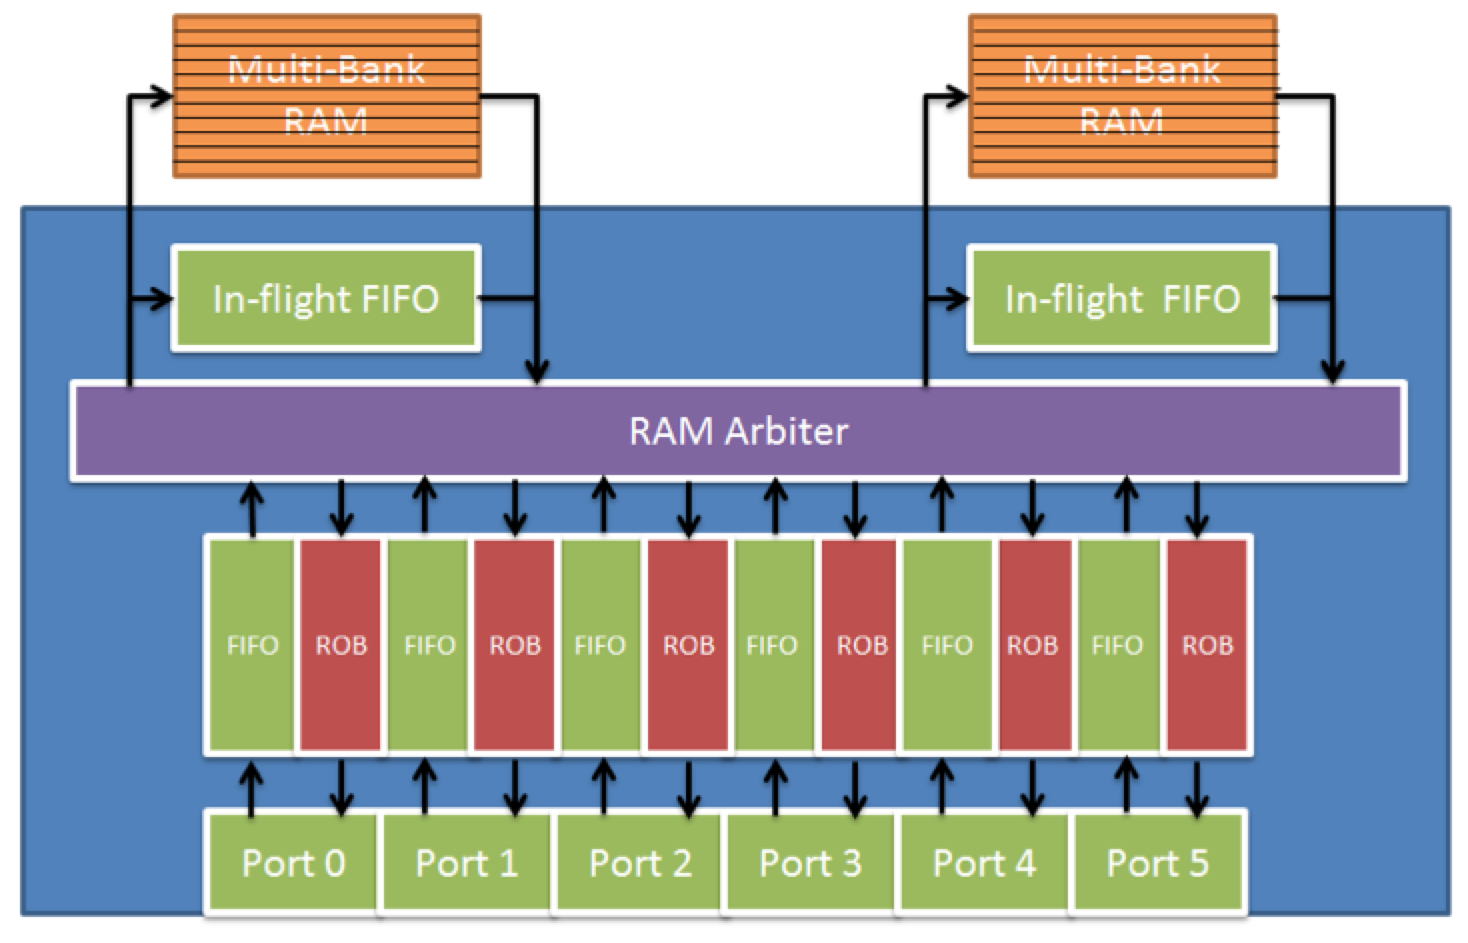 Multi-Bank
RAM
Multi-Bank
RAM
In-flight FIFO
In-flight  FIFO
RAM Arbiter
FIFO ROB FIFO ROB FIFO ROB FIFO ROB FIFO ROB FIFO ROB
Port 0 Port 1 Port 2 Port 3 Port 4 Port 5